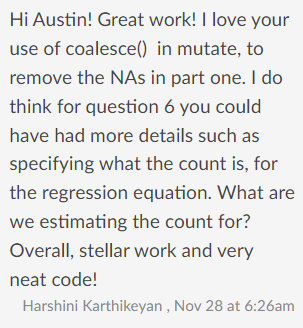 Hi Austin! Great work! I love your
use of coalesce()  in mutate, to
remove the NAs in part one. I do
think for question 6 you could
have had more details such as
specifying what the count is, for
the regression equation. What are
we estimating the count for?
Overall, stellar work and very
neat code!
Harshini Karthikeyan , Nov 28 at 6:26am